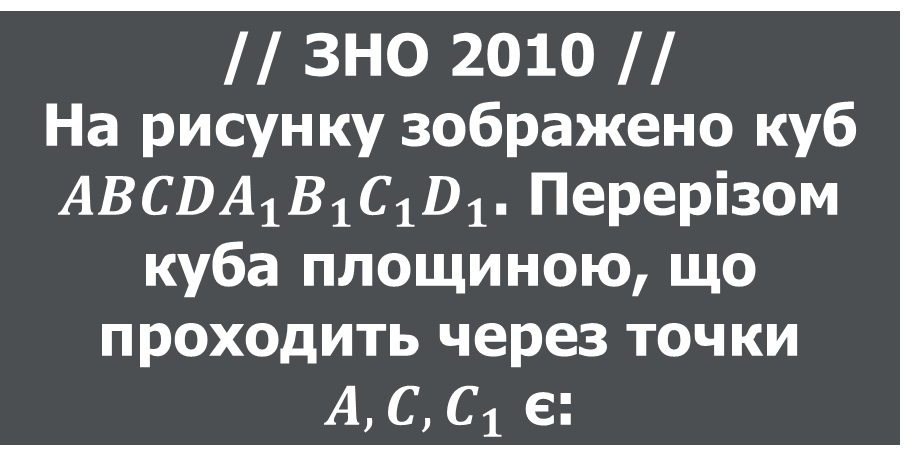 // ЗНО 2010 //
На рисунку зображено куб
ABCDA₁B₁C₁D₁. Перерізом
куба площиною, що
проходить через точки
A, C, C₁ є: